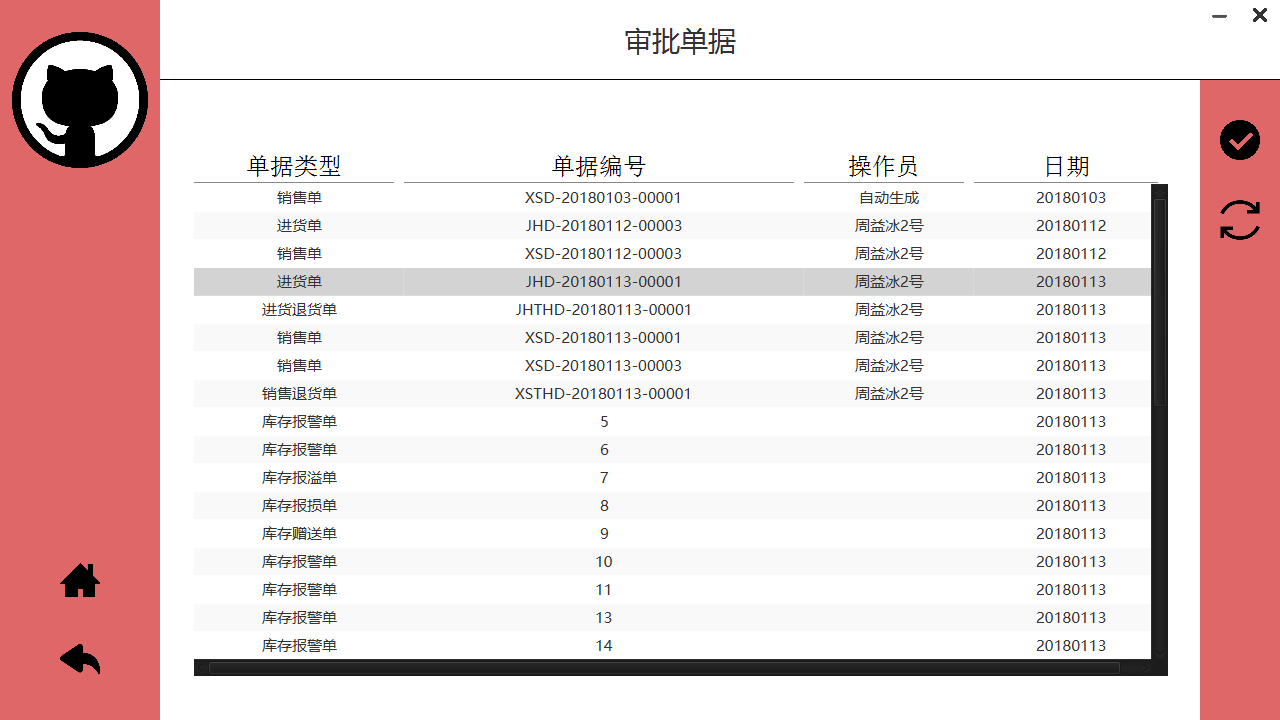 审批单据
单据类型 单据编号 操作员 日期
销售单 XSD-20180103-00001 自动生成 20180103
进货单 JHD-20180112-00003 周益冰2号 20180112
销售单 XSD-20180112-00003 周益冰2号 20180112
进货单 JHD-20180113-00001 周益冰2号 20180113
进货退货单 JHTHD-20180113-00001 周益冰2号 20180113
销售单 XSD-20180113-00001 周益冰2号 20180113
销售单 XSD-20180113-00003 周益冰2号 20180113
销售退货单 XSTHD-20180113-00001 周益冰2号 20180113
库存报警单 5 20180113
库存报警单 6 20180113
库存报溢单 7 20180113
库存报损单 8 20180113
库存赠送单 9 20180113
库存报警单 10 20180113
库存报警单 11 20180113
库存报警单 13 20180113
库存报警单 14 20180113